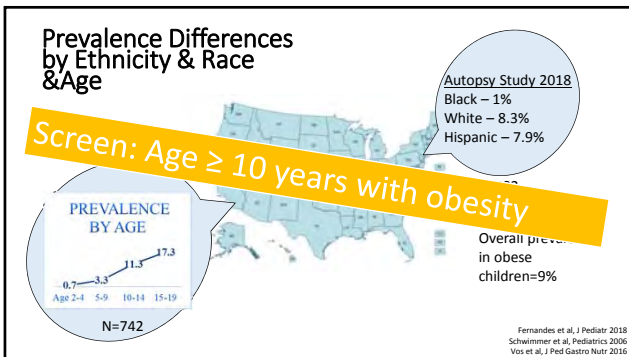 Prevalence Differences
by Ethnicity & Race
&Age
Autopsy Study 2018
Black – 1%
White – 8.3%
Hispanic – 7.9%
Screen: Age ≥ 10 years with obesity
PREVALENCE
BY AGE
0.7 3.3 11.3 17.3
Age 2-4 5-9 10-14 15-19
N=742
Overall
in obese
children=9%
Fernandes et al, J Pediatr 2018
Schwimmer et al, Pediatrics 2006
Vos et al, J Ped Gastro Nutr 2016